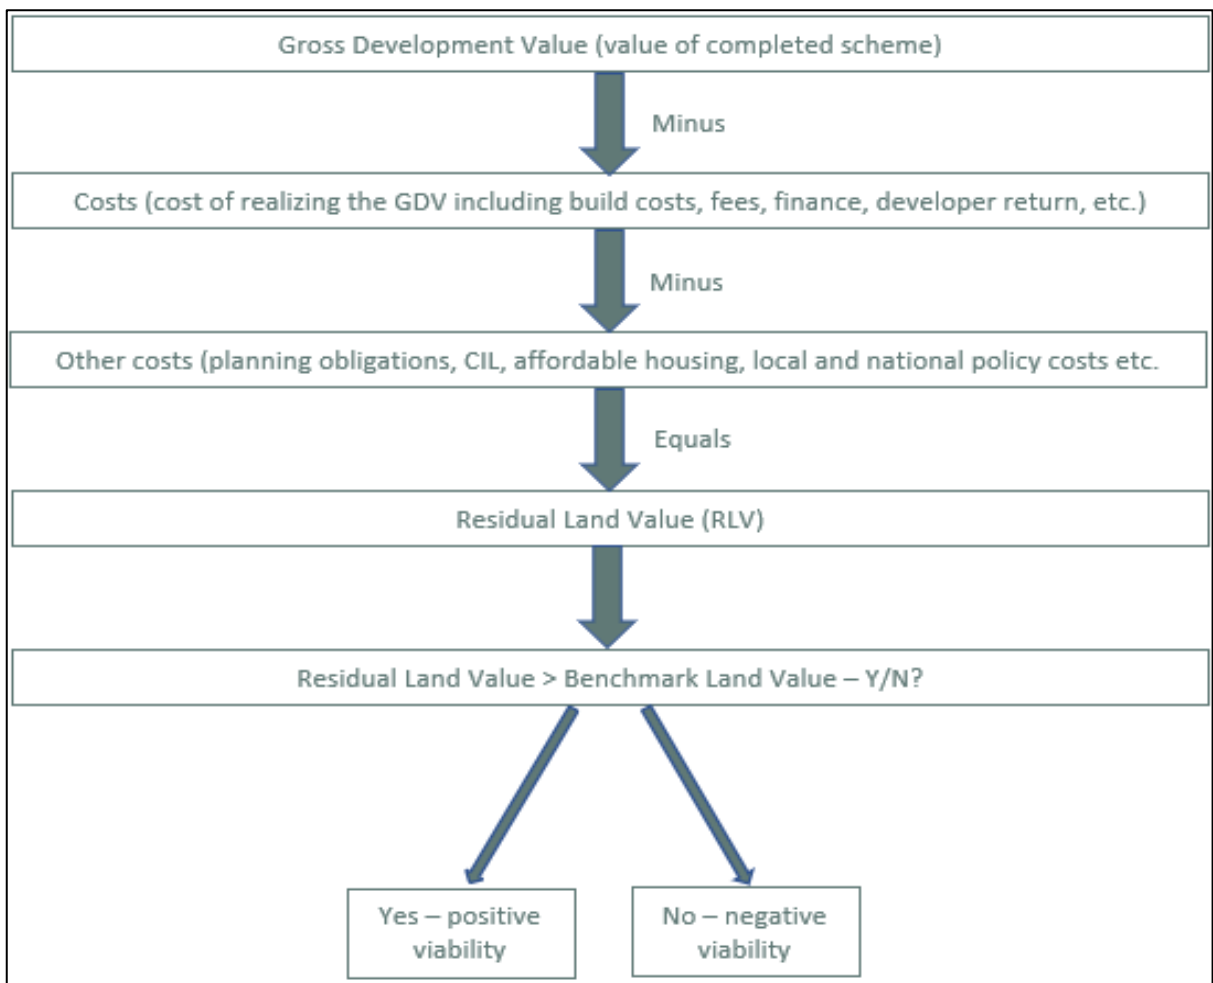 Gross Development Value (value of completed scheme)
Minus
Costs (cost of realizing the GDV including build costs, fees, finance, developer return, etc.)
Minus
Other costs (planning obligations, CIL, affordable housing, local and national policy costs etc.
Equals
Residual Land Value (RLV)
Residual Land Value > Benchmark Land Value – Y/N?
Yes – positive
viability
No – negative
viability